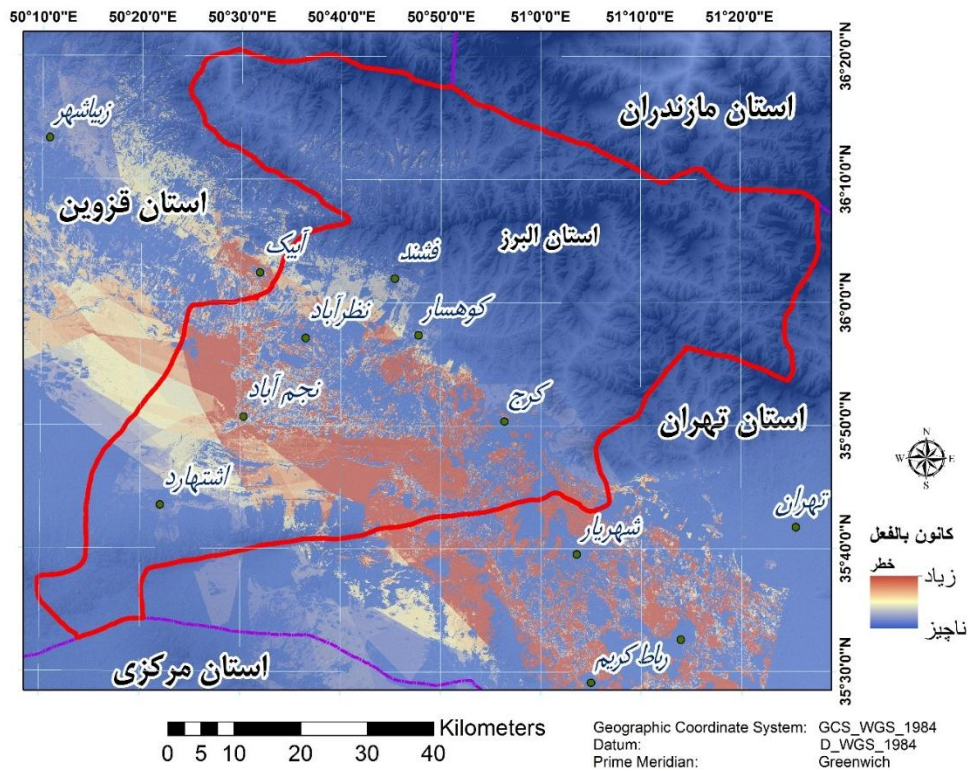 50°10'0"E 50°20'0"E 50°30'0"E 50°40'0"E 50°50'0"E 51°0'0"E 51°10'0"E 51°20'0"E
36°20'0"N
استان مازندران
زیباشهر
36°10'0"N
استان قزوین
استان البرز
آبیک
فشند
36°0'0"N
نظرآباد
کوهسار
نجم آباد
کرج
استان تهران
35°50'0"N
N
W
E
S
اشتهارد
شهریار
تهران
35°40'0"N
کانون بالفعل
خطر
زیاد
ناچیز
استان مرکزی
رباط کریم
35°30'0"N
Kilometers
0 5 10 20 30 40
Geographic Coordinate System: GCS_WGS_1984
Datum: D_WGS_1984
Prime Meridian: Greenwich